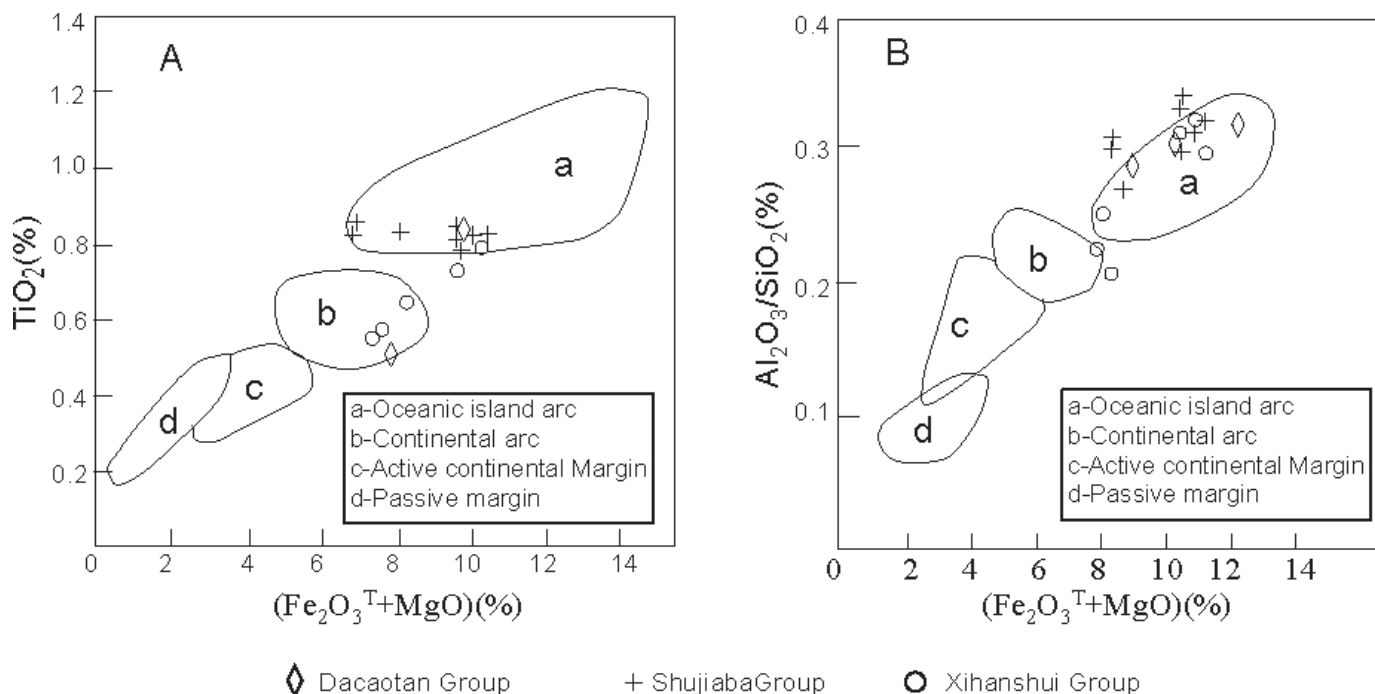 A
1.4
1.2
1.0
0.8
0.6
0.4
0.2
TiO₂(%)
a
b
c
d
a-Oceanic island arc
b-Continental arc
c-Active continental Margin
d-Passive margin
0 2 4 6 8 10 12 14
(Fe₂O₃ᵀ+MgO)(%)
B
0.4
0.3
0.2
0.1
Al₂O₃/SiO₂(%)
a
b
c
d
a-Oceanic island arc
b-Continental arc
c-Active continental Margin
d-Passive margin
0 2 4 6 8 10 12 14
(Fe₂O₃ᵀ+MgO)(%)
Dacaotan Group ShujiabaGroup Xihanshui Group